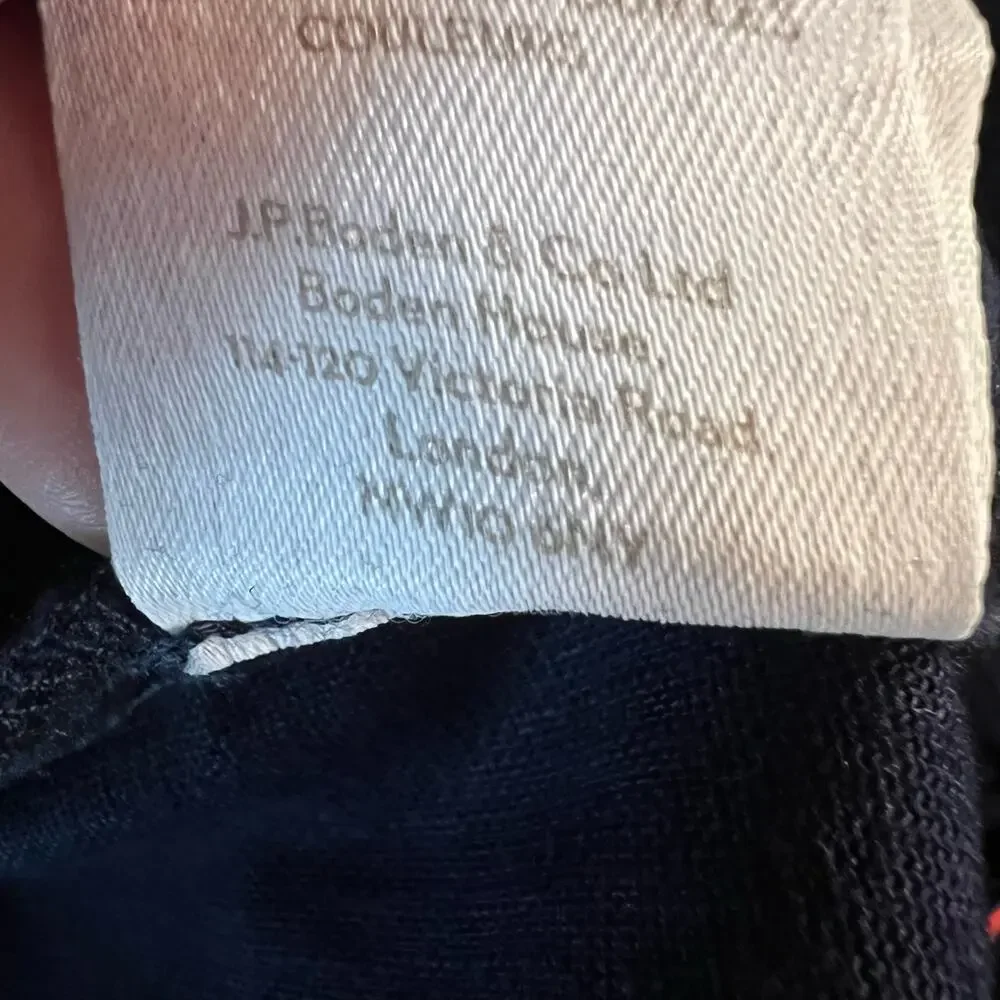 COULEURS
J.P.Boden & Co.Ltd
Boden House,
114-120 Victoria Road,
London,
NW10 6NY